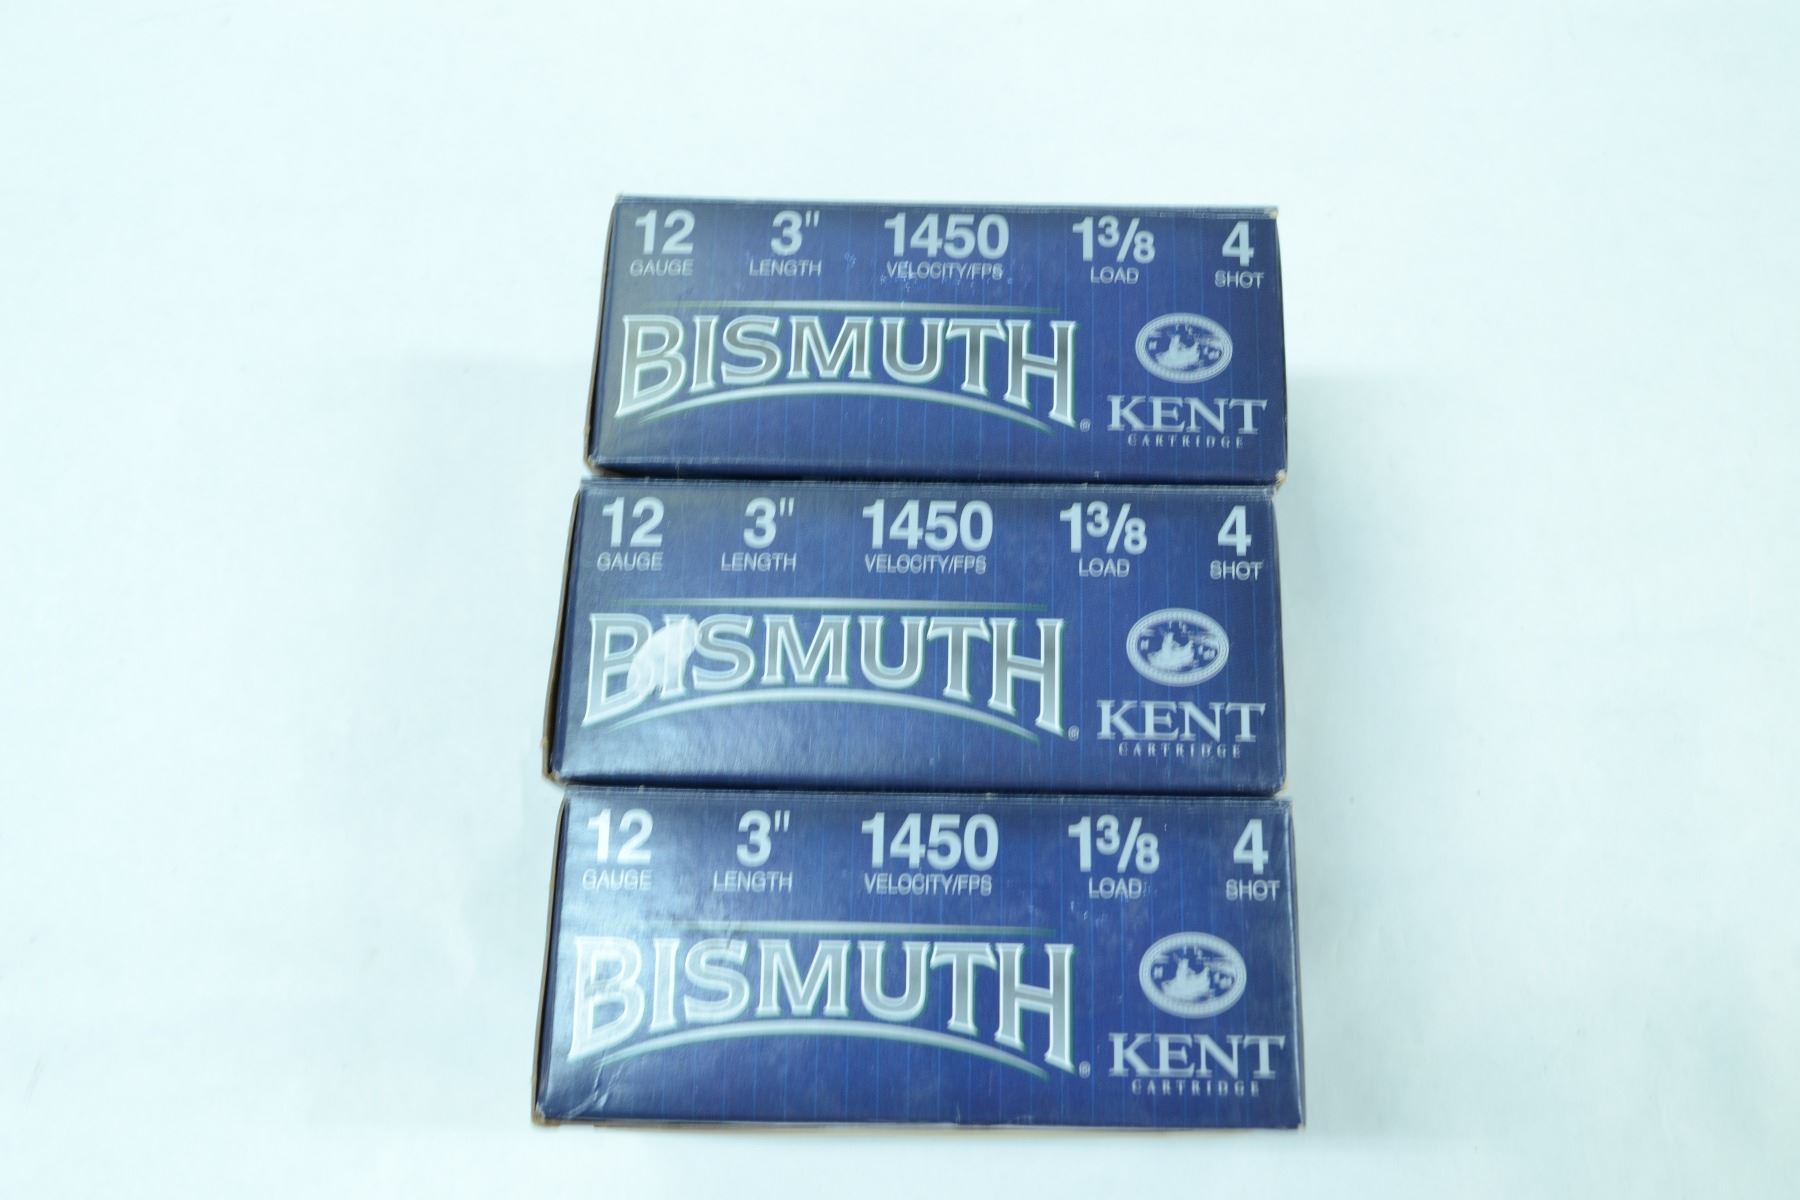 12 3" 1450 1 3/8 4
GAUGE LENGTH VELOCITY/FPS LOAD SHOT
BISMUTH®
KENT
CARTRIDGE
12 3" 1450 1 3/8 4
GAUGE LENGTH VELOCITY/FPS LOAD SHOT
BISMUTH®
KENT
CARTRIDGE
12 3" 1450 1 3/8 4
GAUGE LENGTH VELOCITY/FPS LOAD SHOT
BISMUTH®
KENT
CARTRIDGE